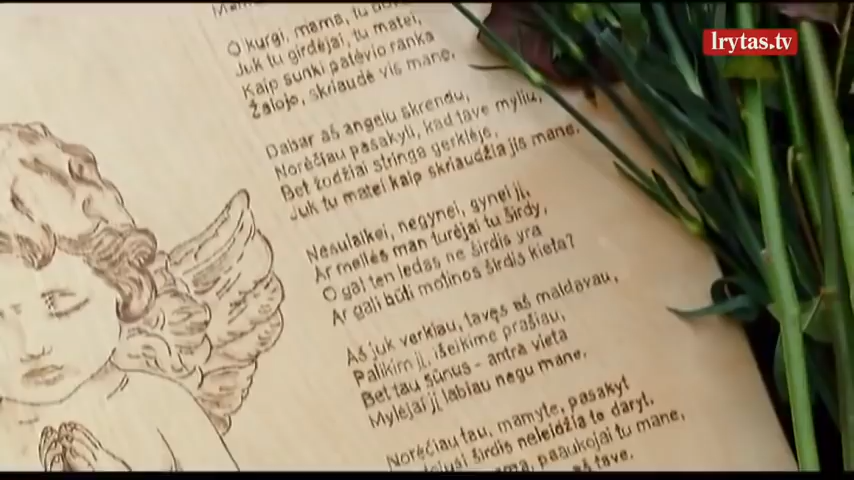 lrytas.tv
O kurgi, mama, tu
Juk tu girdėjai, tu matei,
Kaip sunki patėvio ranka
Žalojo, skriaudė vis mane.
Dabar aš angelu skrendu,
Norėčiau pasakyti, kad tave myliu,
Bet žodžiai stringa gerklėje,
Juk tu matei kaip skriaudžia jis mane.
Nesulaikei, negynei, gynei jį,
Ar meilės man turėjai tu širdy,
O gal ten ledas ne širdis yra
Ar gali būti motinos širdis kieta?
Aš juk verkiau, tavęs aš maldavau,
Palikim jį, išeikime prašiau,
Bet tau sūnus - antra vieta
Mylėjai jį labiau negu mane.
Norėčiau tau, mamyte, pasakyt
širdis neleidžia to daryt.
paaukojai tu mane,
aš tave.